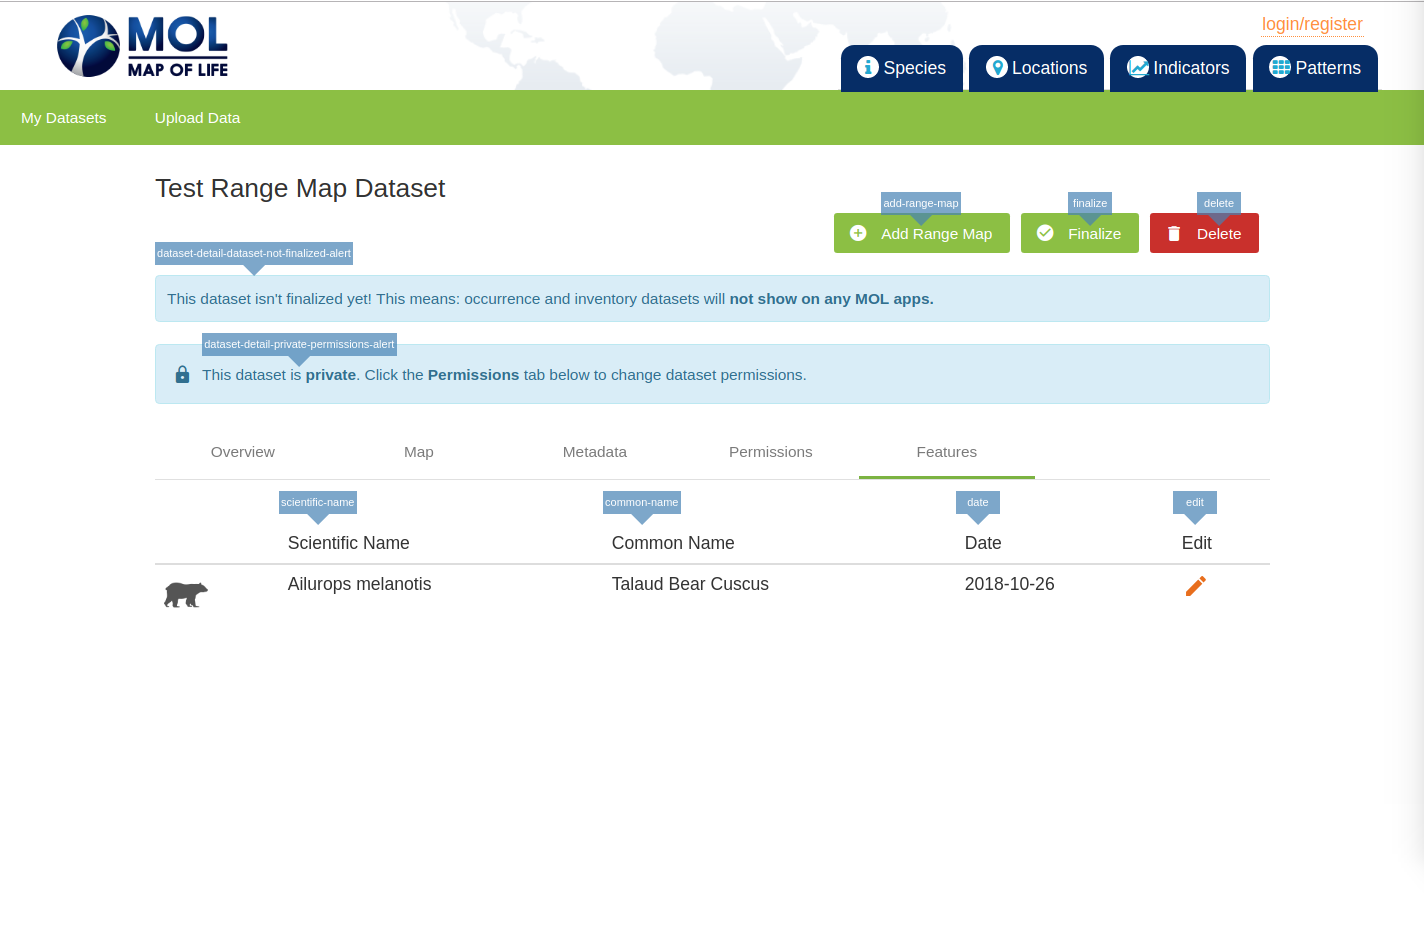 MOL
MAP OF LIFE
login/register
Species
Locations
Indicators
Patterns
My Datasets
Upload Data
Test Range Map Dataset
add-range-map
finalize
delete
Add Range Map
Finalize
Delete
dataset-detail-dataset-not-finalized-alert
This dataset isn't finalized yet! This means: occurrence and inventory datasets will not show on any MOL apps.
dataset-detail-private-permissions-alert
This dataset is private. Click the Permissions tab below to change dataset permissions.
Overview
Map
Metadata
Permissions
Features
scientific-name
common-name
date
edit
Scientific Name
Common Name
Date
Edit
Ailurops melanotis
Talaud Bear Cuscus
2018-10-26